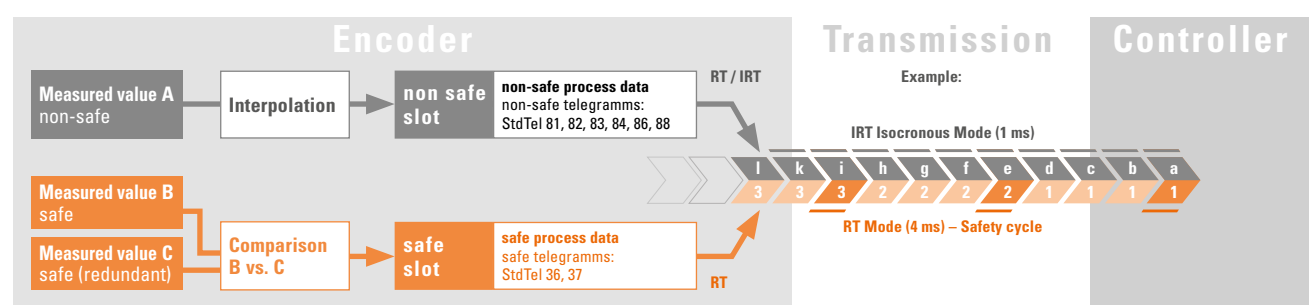 Encoder
Transmission
Controller
Measured value A
non-safe
Interpolation
non safe
slot
non-safe process data
non-safe telegramms:
StdTel 81, 82, 83, 84, 86, 88
RT / IRT
Example:
IRT Isocronous Mode (1 ms)
l k i h g f e d c b a
3 3 3 2 2 2 2 1 1 1 1
RT Mode (4 ms) – Safety cycle
Measured value B
safe
Measured value C
safe (redundant)
Comparison
B vs. C
safe
slot
safe process data
safe telegramms:
StdTel 36, 37
RT